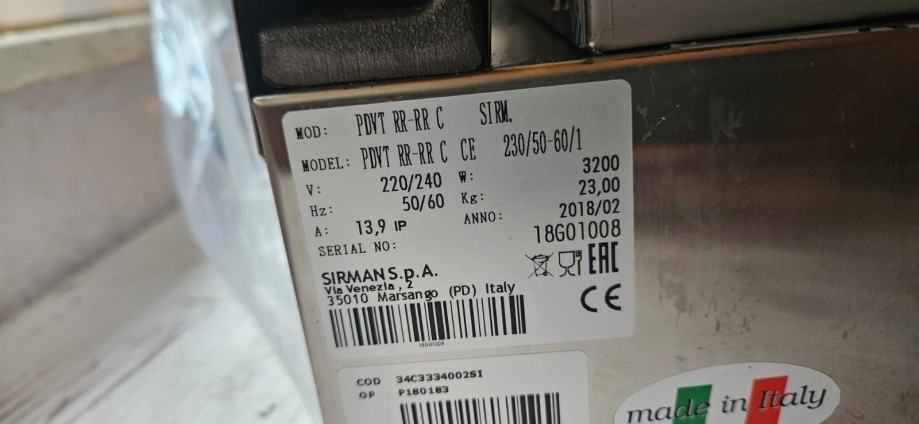 MOD: PDVT RR-RR C SIRM.
MODEL: PDVT RR-RR C CE 230/50-60/1
V: 220/240 W: 3200
Hz: 50/60 Kg: 23,00
A: 13,9 IP ANNO: 2018/02
SERIAL NO: 18G01008
SIRMAN S.p.A.
Via Venezia , 2
35010 Marsango (PD) Italy
EAC
CE
18G01008
COD 34C3334002SI
OP P180183
made in Italy